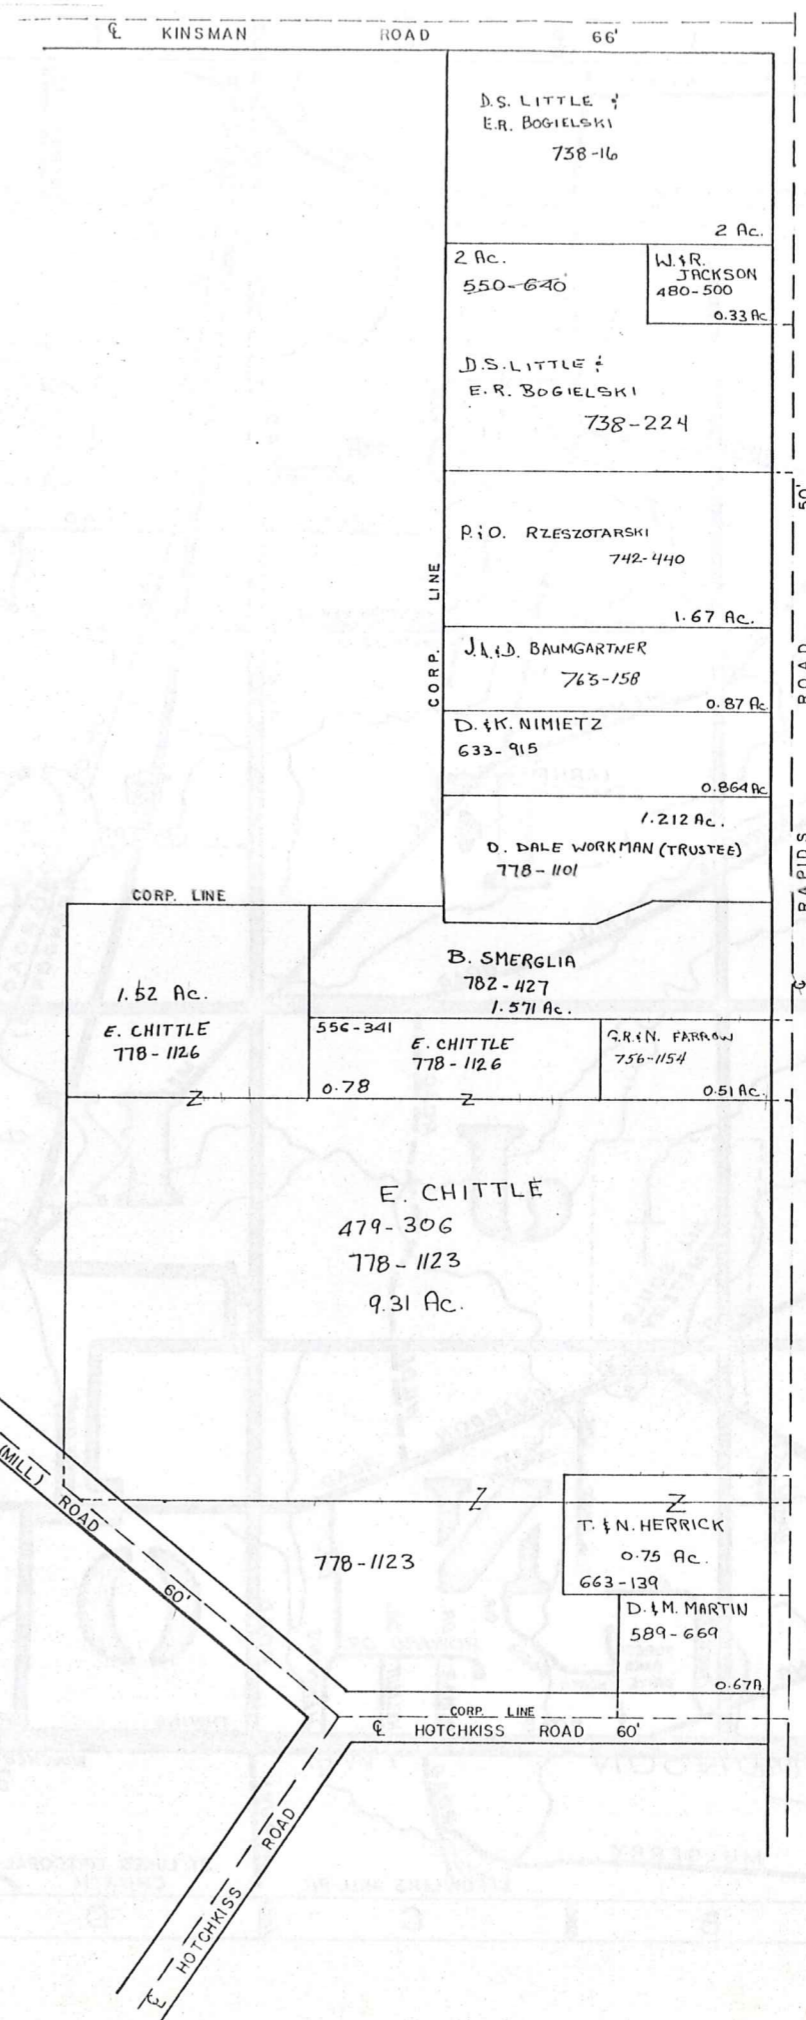 ℄ KINSMAN ROAD 66'
D.S. LITTLE &
E.R. BOGIELSKI
738-16
2 Ac.
2 Ac.
550-640
W. & R.
JACKSON
480-500
0.33 Ac
D.S. LITTLE &
E.R. BOGIELSKI
738-224
P. & O. RZESZOTARSKI
742-440
1.67 Ac.
CORP. LINE
J.A. & D. BAUMGARTNER
763-158
0.87 Ac
D. & K. NIMIETZ
633-915
0.864 Ac
1.212 Ac.
D. DALE WORKMAN (TRUSTEE)
778-1101
℄ RAPIDS ROAD 50'
CORP. LINE
1.52 Ac.
E. CHITTLE
778-1126
B. SMERGLIA
782-427
1.571 Ac.
556-341
E. CHITTLE
778-1126
0.78
G.R. & N. FARROW
756-1154
0.51 Ac.
Z Z
E. CHITTLE
479-306
778-1123
9.31 Ac.
(MILL) ROAD 60'
Z Z
T. & N. HERRICK
0.75 Ac.
663-139
778-1123
D. & M. MARTIN
589-669
0.67A
CORP. LINE
℄ HOTCHKISS ROAD 60'
℄ HOTCHKISS ROAD